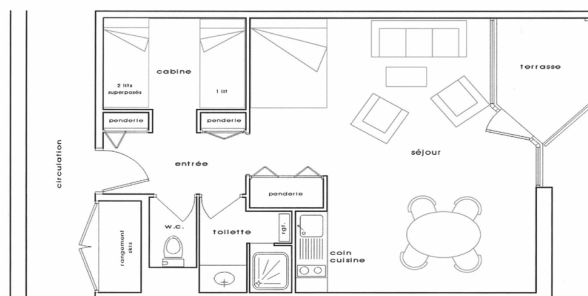 cabine
2 lits
superposés
1 lit
terrasse
penderie
penderie
circulation
entrée
séjour
penderie
w.c.
toilette
rgt.
rangement
skis
coin
cuisine